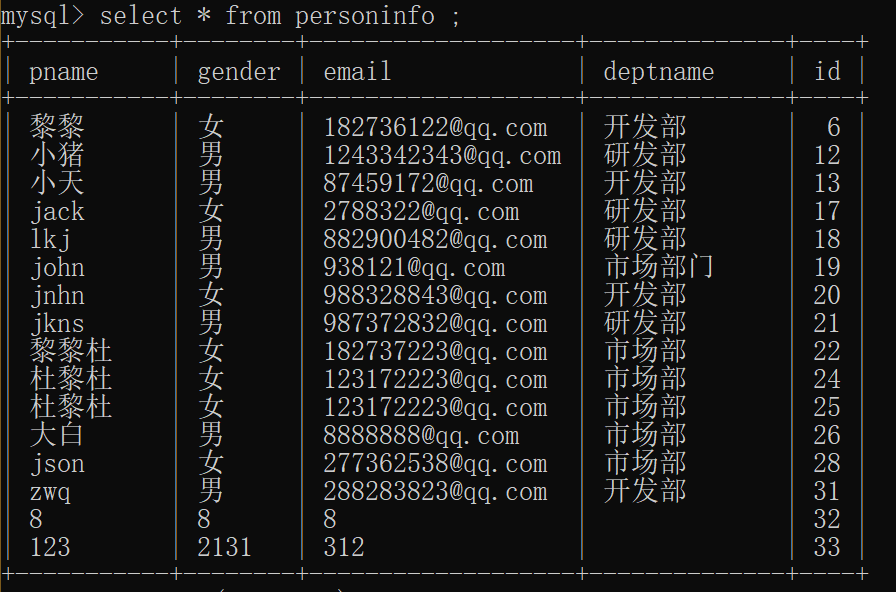 mysql> select * from personinfo ;
+-----------+--------+-------------------+--------------+----+
| pname | gender | email | deptname | id |
+-----------+--------+-------------------+--------------+----+
| 黎黎 | 女 | 182736122@qq.com | 开发部 | 6 |
| 小猪 | 男 | 1243342343@qq.com | 研发部 | 12 |
| 小天 | 男 | 87459172@qq.com | 开发部 | 13 |
| jack | 女 | 2788322@qq.com | 研发部 | 17 |
| lkj | 男 | 882900482@qq.com | 研发部 | 18 |
| john | 男 | 938121@qq.com | 市场部门 | 19 |
| jnhn | 女 | 988328843@qq.com | 开发部 | 20 |
| jkns | 男 | 987372832@qq.com | 研发部 | 21 |
| 黎黎杜 | 女 | 182737223@qq.com | 市场部 | 22 |
| 杜黎杜 | 女 | 123172223@qq.com | 市场部 | 24 |
| 杜黎杜 | 女 | 123172223@qq.com | 市场部 | 25 |
| 大白 | 男 | 8888888@qq.com | 市场部 | 26 |
| json | 女 | 277362538@qq.com | 市场部 | 28 |
| zwq | 男 | 288283823@qq.com | 开发部 | 31 |
| 8 | 8 | 8 | | 32 |
| 123 | 2131 | 312 | | 33 |
+-----------+--------+-------------------+--------------+----+